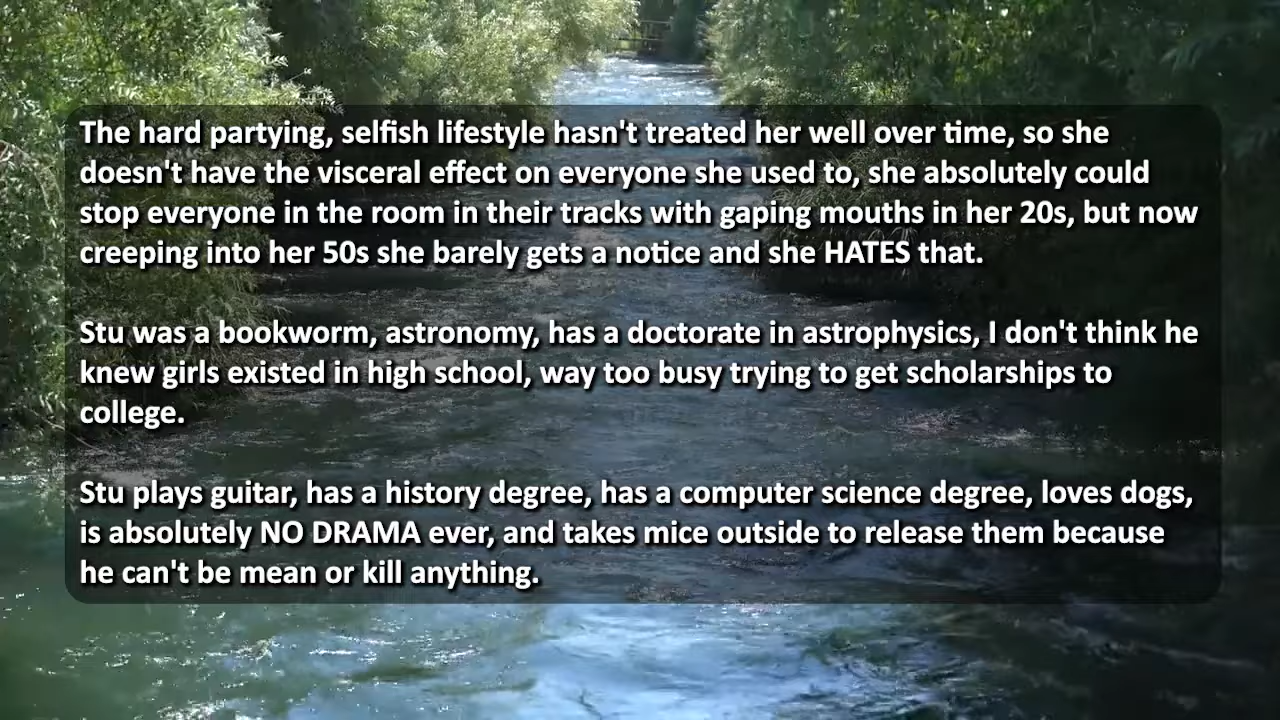 The hard partying, selfish lifestyle hasn't treated her well over time, so she
doesn't have the visceral effect on everyone she used to, she absolutely could
stop everyone in the room in their tracks with gaping mouths in her 20s, but now
creeping into her 50s she barely gets a notice and she HATES that.
Stu was a bookworm, astronomy, has a doctorate in astrophysics, I don't think he
knew girls existed in high school, way too busy trying to get scholarships to
college.
Stu plays guitar, has a history degree, has a computer science degree, loves dogs,
is absolutely NO DRAMA ever, and takes mice outside to release them because
he can't be mean or kill anything.